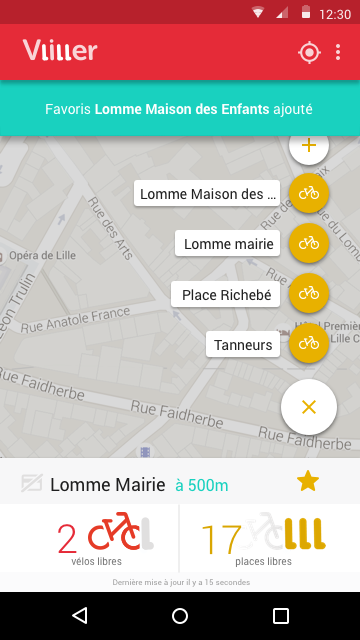 12:30
Vliller
Favoris Lomme Maison des Enfants ajouté
Lomme Maison des ...
Rue des Arts
Lomme mairie
Opéra de Lille
Place Richebé
Rue Anatole France
Tanneurs
Rue Faidherbe
Rue Faidherbe
Rue Faidherbe
Lomme Mairie à 500m
2
vélos libres
17
places libres
Dernière mise à jour il y a 15 secondes